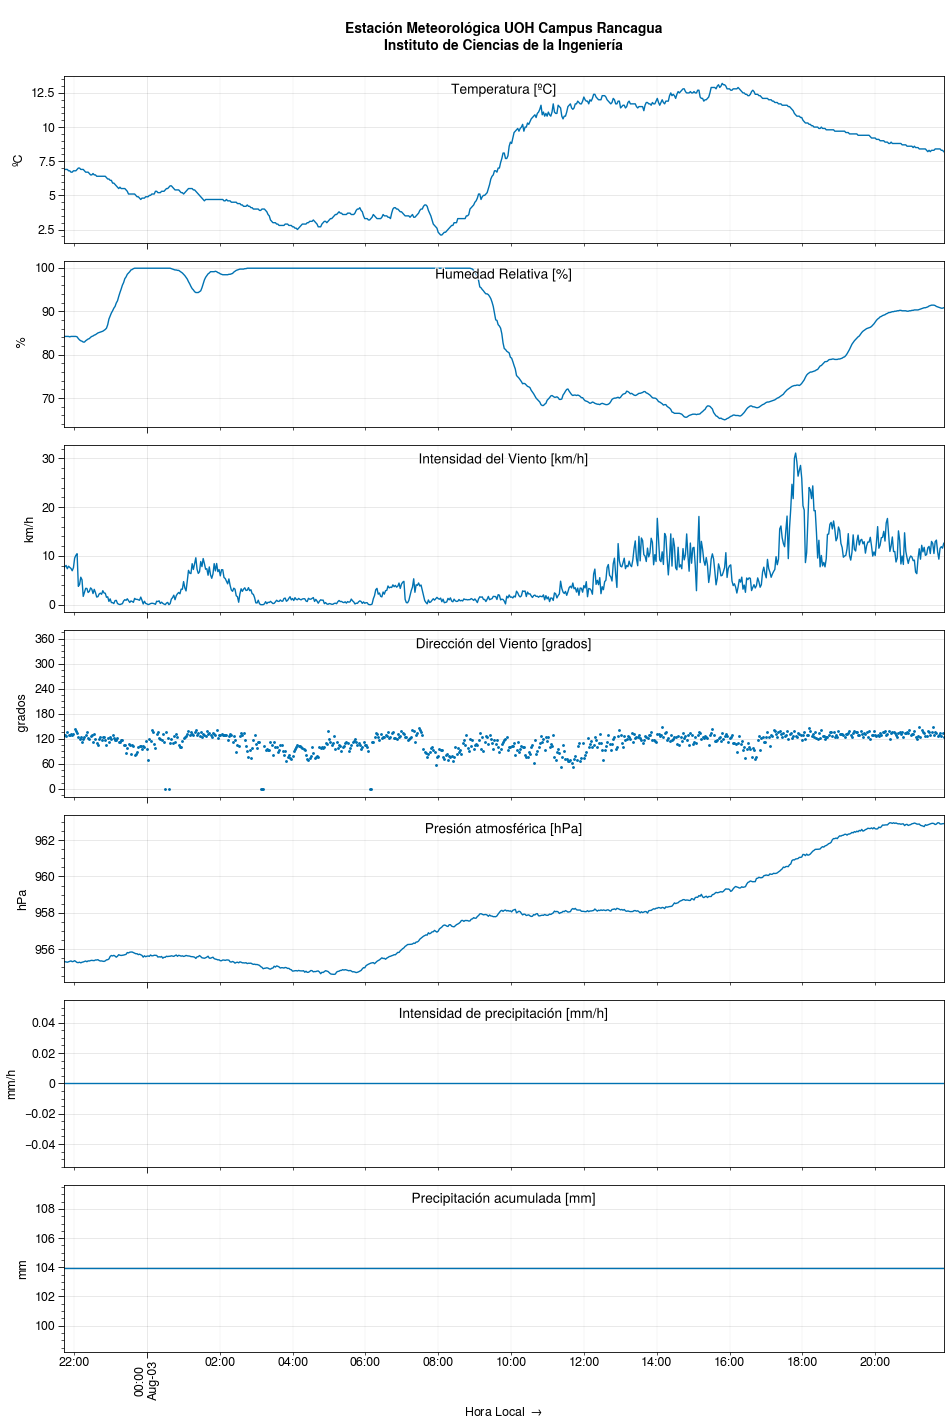 Estación Meteorológica UOH Campus Rancagua
Instituto de Ciencias de la Ingeniería
Temperatura [ºC]
ºC
12.5
10
7.5
5
2.5
Humedad Relativa [%]
%
100
90
80
70
Intensidad del Viento [km/h]
km/h
30
20
10
0
Dirección del Viento [grados]
grados
360
300
240
180
120
60
0
Presión atmosférica [hPa]
hPa
962
960
958
956
Intensidad de precipitación [mm/h]
mm/h
0.04
0.02
0
−0.02
−0.04
Precipitación acumulada [mm]
mm
108
106
104
102
100
22:00
00:00
Aug-03
02:00
04:00
06:00
08:00
10:00
12:00
14:00
16:00
18:00
20:00
Hora Local →